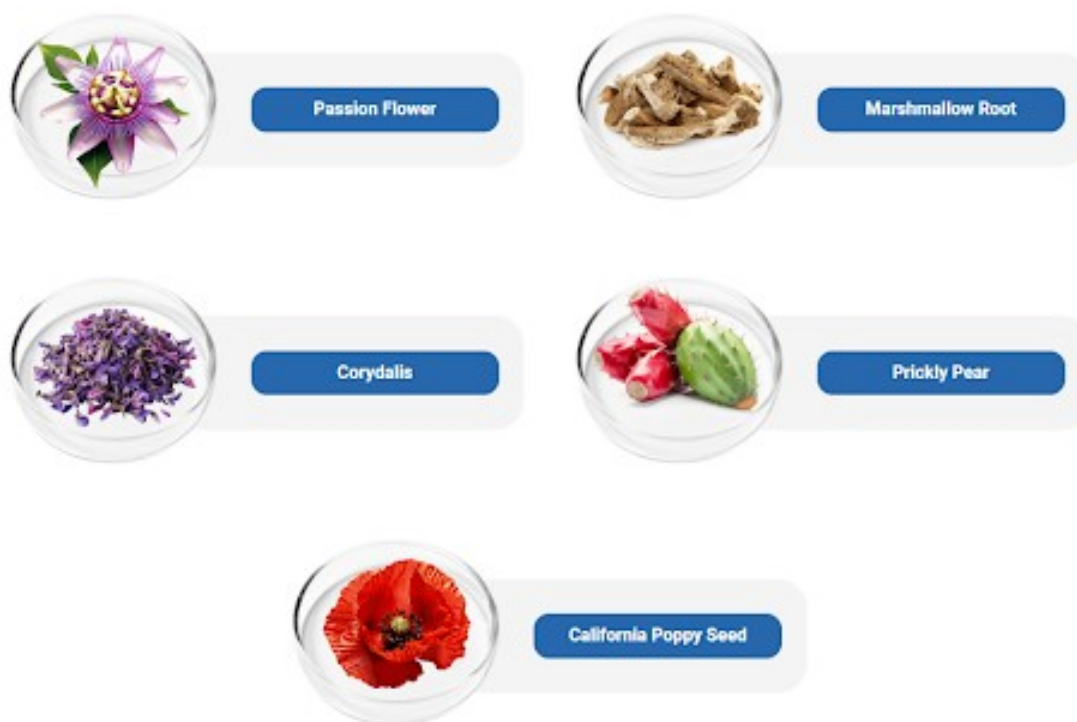 Passion Flower
Marshmallow Root
Corydalis
Prickly Pear
California Poppy Seed